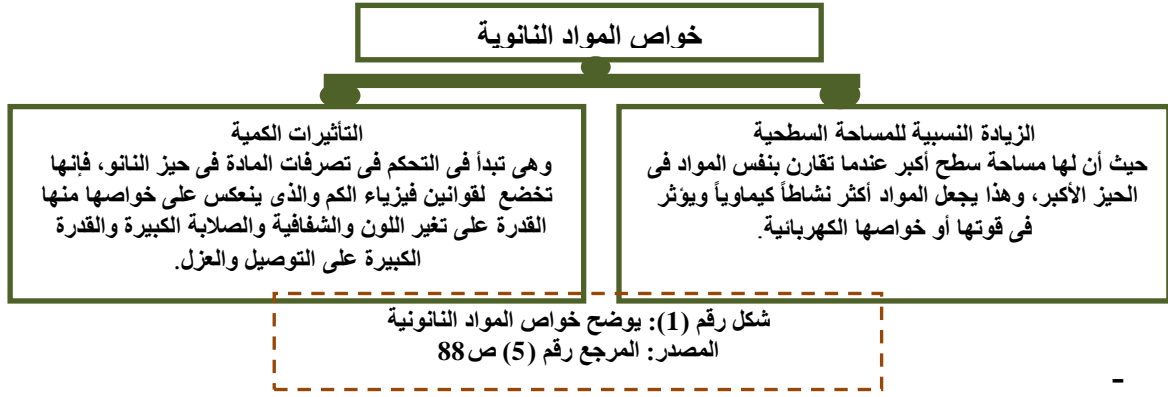 خواص المواد النانوية
الزيادة النسبية للمساحة السطحية
حيث أن لها مساحة سطح أكبر عندما تقارن بنفس المواد فى
الحيز الأكبر، وهذا يجعل المواد أكثر نشاطاً كيماوياً ويؤثر
فى قوتها أو خواصها الكهربائية.
التأثيرات الكمية
وهى تبدأ فى التحكم فى تصرفات المادة فى حيز النانو، فإنها
تخضع لقوانين فيزياء الكم والذى ينعكس على خواصها منها
القدرة على تغير اللون والشفافية والصلابة الكبيرة والقدرة
الكبيرة على التوصيل والعزل.
شكل رقم (1): يوضح خواص المواد النانونية
المصدر: المرجع رقم (5) ص88
-